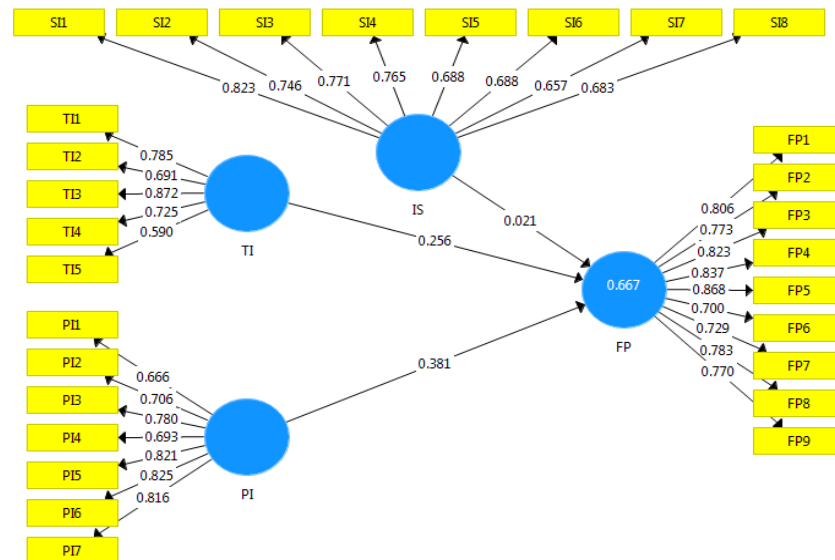 SI1 SI2 SI3 SI4 SI5 SI6 SI7 SI8
0.823 0.746 0.771 0.765 0.688 0.688 0.657 0.683
IS
TI1
TI2
TI3
TI4
TI5
0.785
0.691
0.872
0.725
0.590
TI
0.021
0.256
0.381
PI1
PI2
PI3
PI4
PI5
PI6
PI7
0.666
0.706
0.780
0.693
0.821
0.825
0.816
PI
0.667
FP
0.806
0.773
0.823
0.837
0.868
0.700
0.729
0.783
0.770
FP1
FP2
FP3
FP4
FP5
FP6
FP7
FP8
FP9